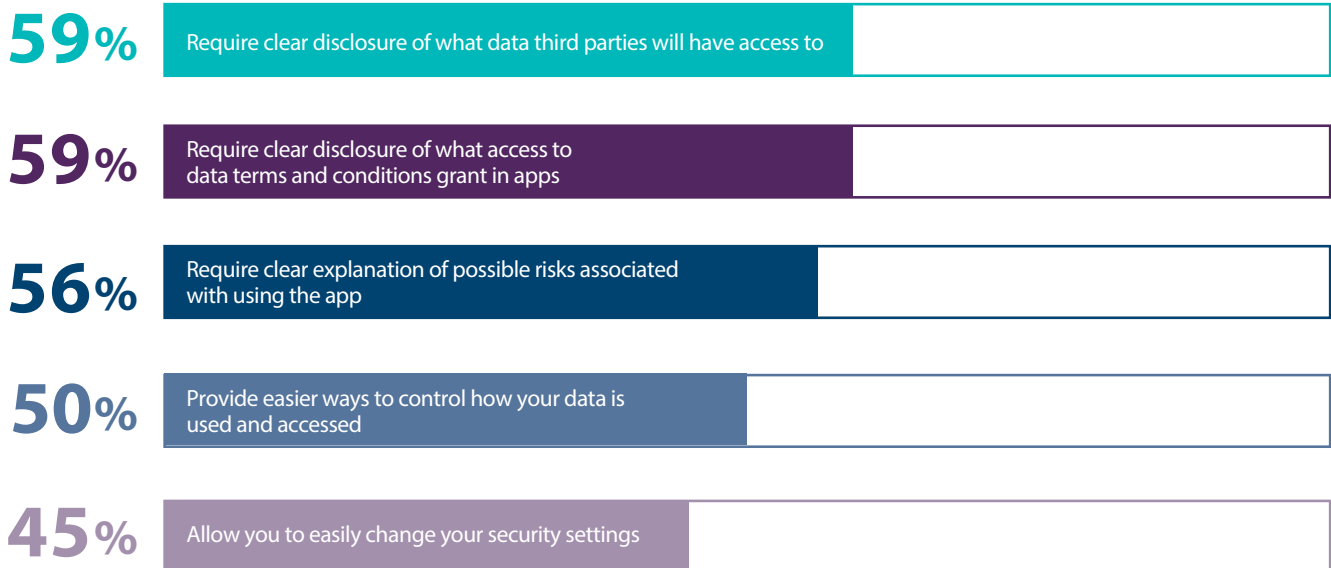 59%
Require clear disclosure of what data third parties will have access to
59%
Require clear disclosure of what access to
data terms and conditions grant in apps
56%
Require clear explanation of possible risks associated
with using the app
50%
Provide easier ways to control how your data is
used and accessed
45%
Allow you to easily change your security settings